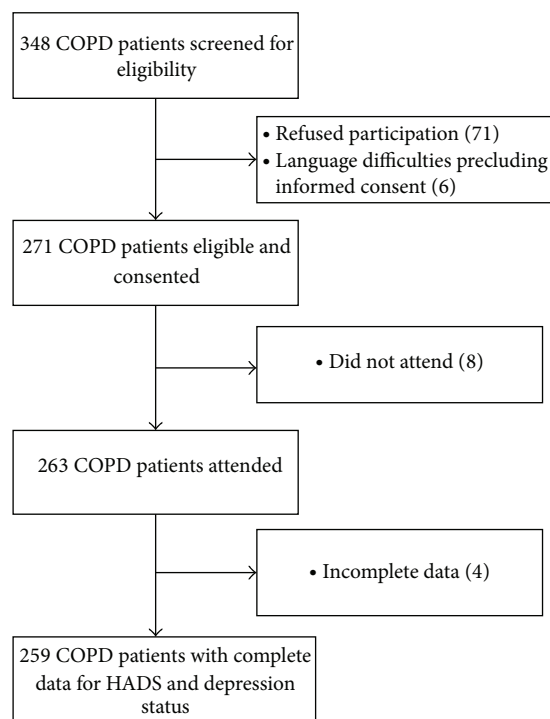 348 COPD patients screened for
eligibility
• Refused participation (71)
• Language difficulties precluding
informed consent (6)
271 COPD patients eligible and
consented
• Did not attend (8)
263 COPD patients attended
• Incomplete data (4)
259 COPD patients with complete
data for HADS and depression
status